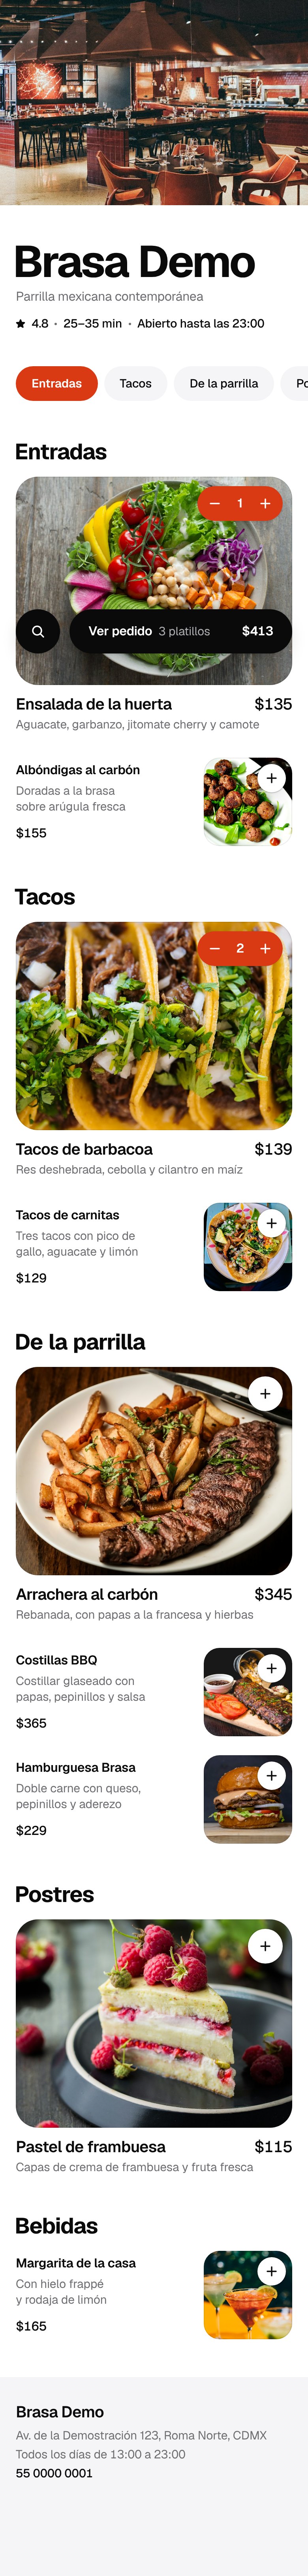 Brasa Demo
Parrilla mexicana contemporánea
★ 4.8 • 25–35 min • Abierto hasta las 23:00
Entradas Tacos De la parrilla Po
Entradas
− 1 +
Ver pedido 3 platillos $413
Ensalada de la huerta $135
Aguacate, garbanzo, jitomate cherry y camote
Albóndigas al carbón
Doradas a la brasa
sobre arúgula fresca
$155
+
Tacos
− 2 +
Tacos de barbacoa $139
Res deshebrada, cebolla y cilantro en maíz
Tacos de carnitas
Tres tacos con pico de
gallo, aguacate y limón
$129
+
De la parrilla
+
Arrachera al carbón $345
Rebanada, con papas a la francesa y hierbas
Costillas BBQ
Costillar glaseado con
papas, pepinillos y salsa
$365
+
Hamburguesa Brasa
Doble carne con queso,
pepinillos y aderezo
$229
+
Postres
+
Pastel de frambuesa $115
Capas de crema de frambuesa y fruta fresca
Bebidas
Margarita de la casa
Con hielo frappé
y rodaja de limón
$165
+
Brasa Demo
Av. de la Demostración 123, Roma Norte, CDMX
Todos los días de 13:00 a 23:00
55 0000 0001